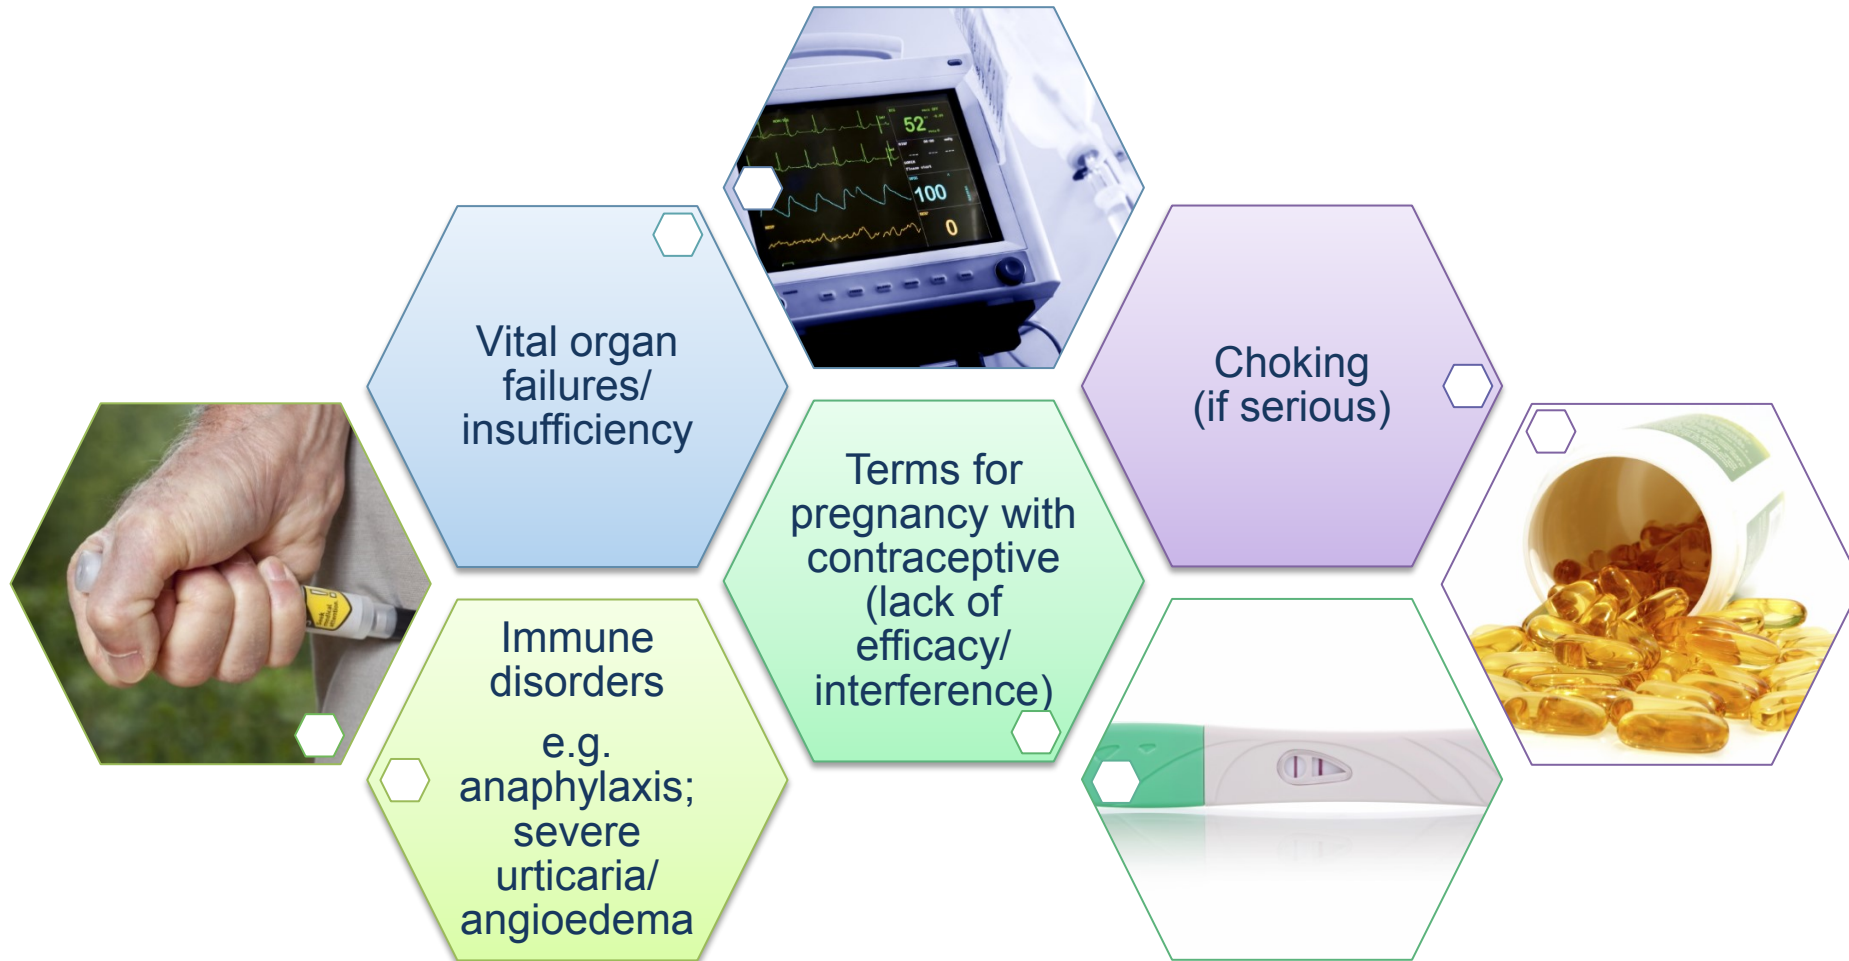 52
100
0
Vital organ
failures/
insufficiency
Choking
(if serious)
Terms for
pregnancy with
contraceptive
(lack of
efficacy/
interference)
Immune
disorders
e.g.
anaphylaxis;
severe
urticaria/
angioedema